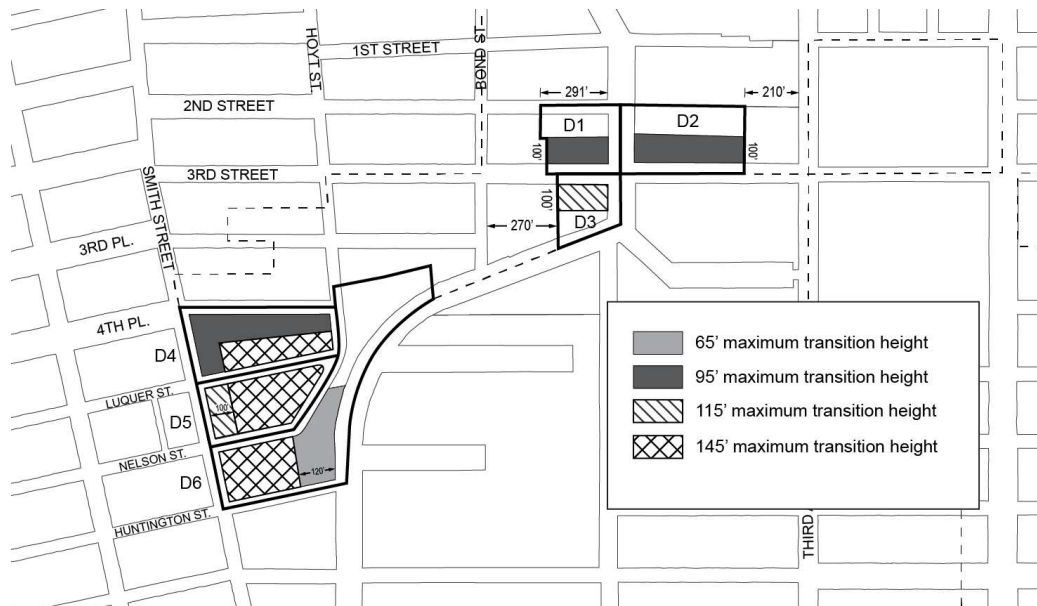 HOYT ST.
1ST STREET
BOND ST.
2ND STREET
291'
210'
D1
D2
100'
100'
3RD STREET
SMITH STREET
100'
D3
270'
3RD PL.
4TH PL.
D4
LUQUER ST.
100'
D5
NELSON ST.
D6
120'
HUNTINGTON ST.
THIRD
65' maximum transition height
95' maximum transition height
115' maximum transition height
145' maximum transition height